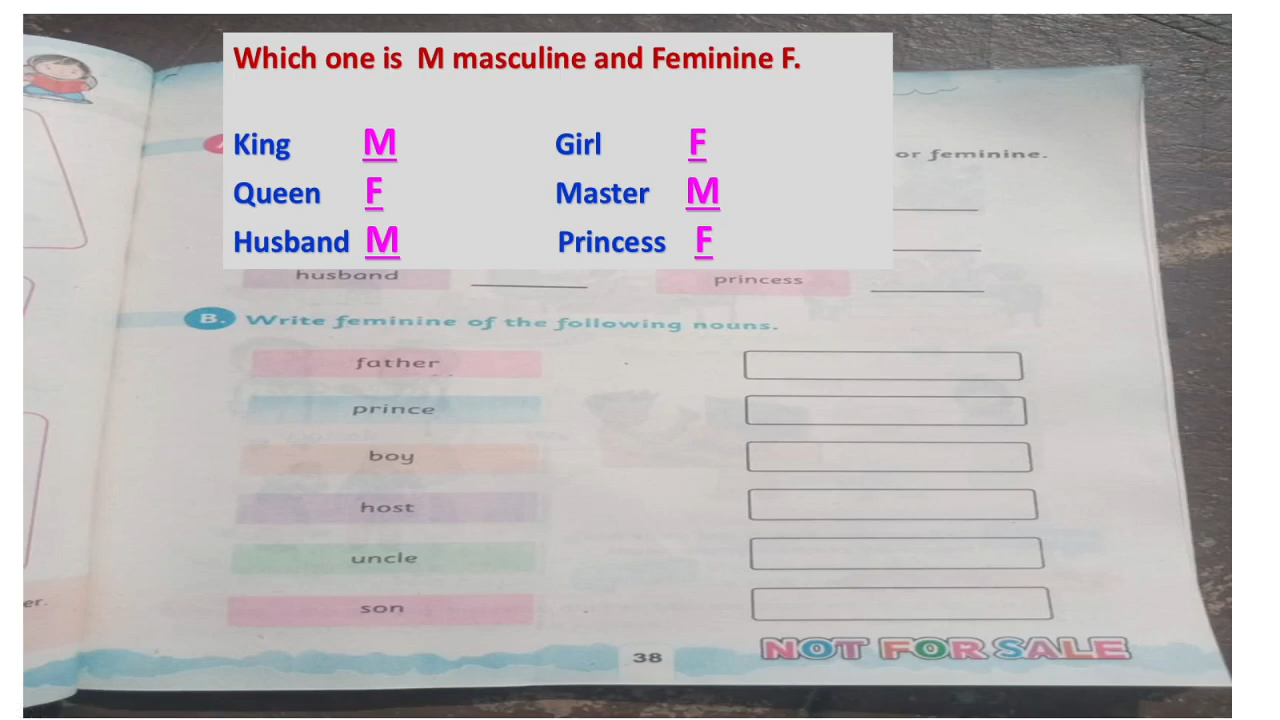 Which one is M masculine and Feminine F.
King M Girl F
or feminine.
Queen F Master M
Husband M Princess F
husband princess
B. Write feminine of the following nouns.
father
prince
boy
host
uncle
er.
son
38 NOT FOR SALE